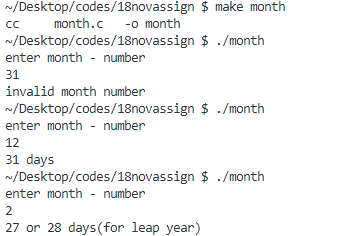 ~/Desktop/codes/18novassign $ make month
cc     month.c   -o month
~/Desktop/codes/18novassign $ ./month
enter month - number
31
invalid month number
~/Desktop/codes/18novassign $ ./month
enter month - number
12
31 days
~/Desktop/codes/18novassign $ ./month
enter month - number
2
27 or 28 days(for leap year)